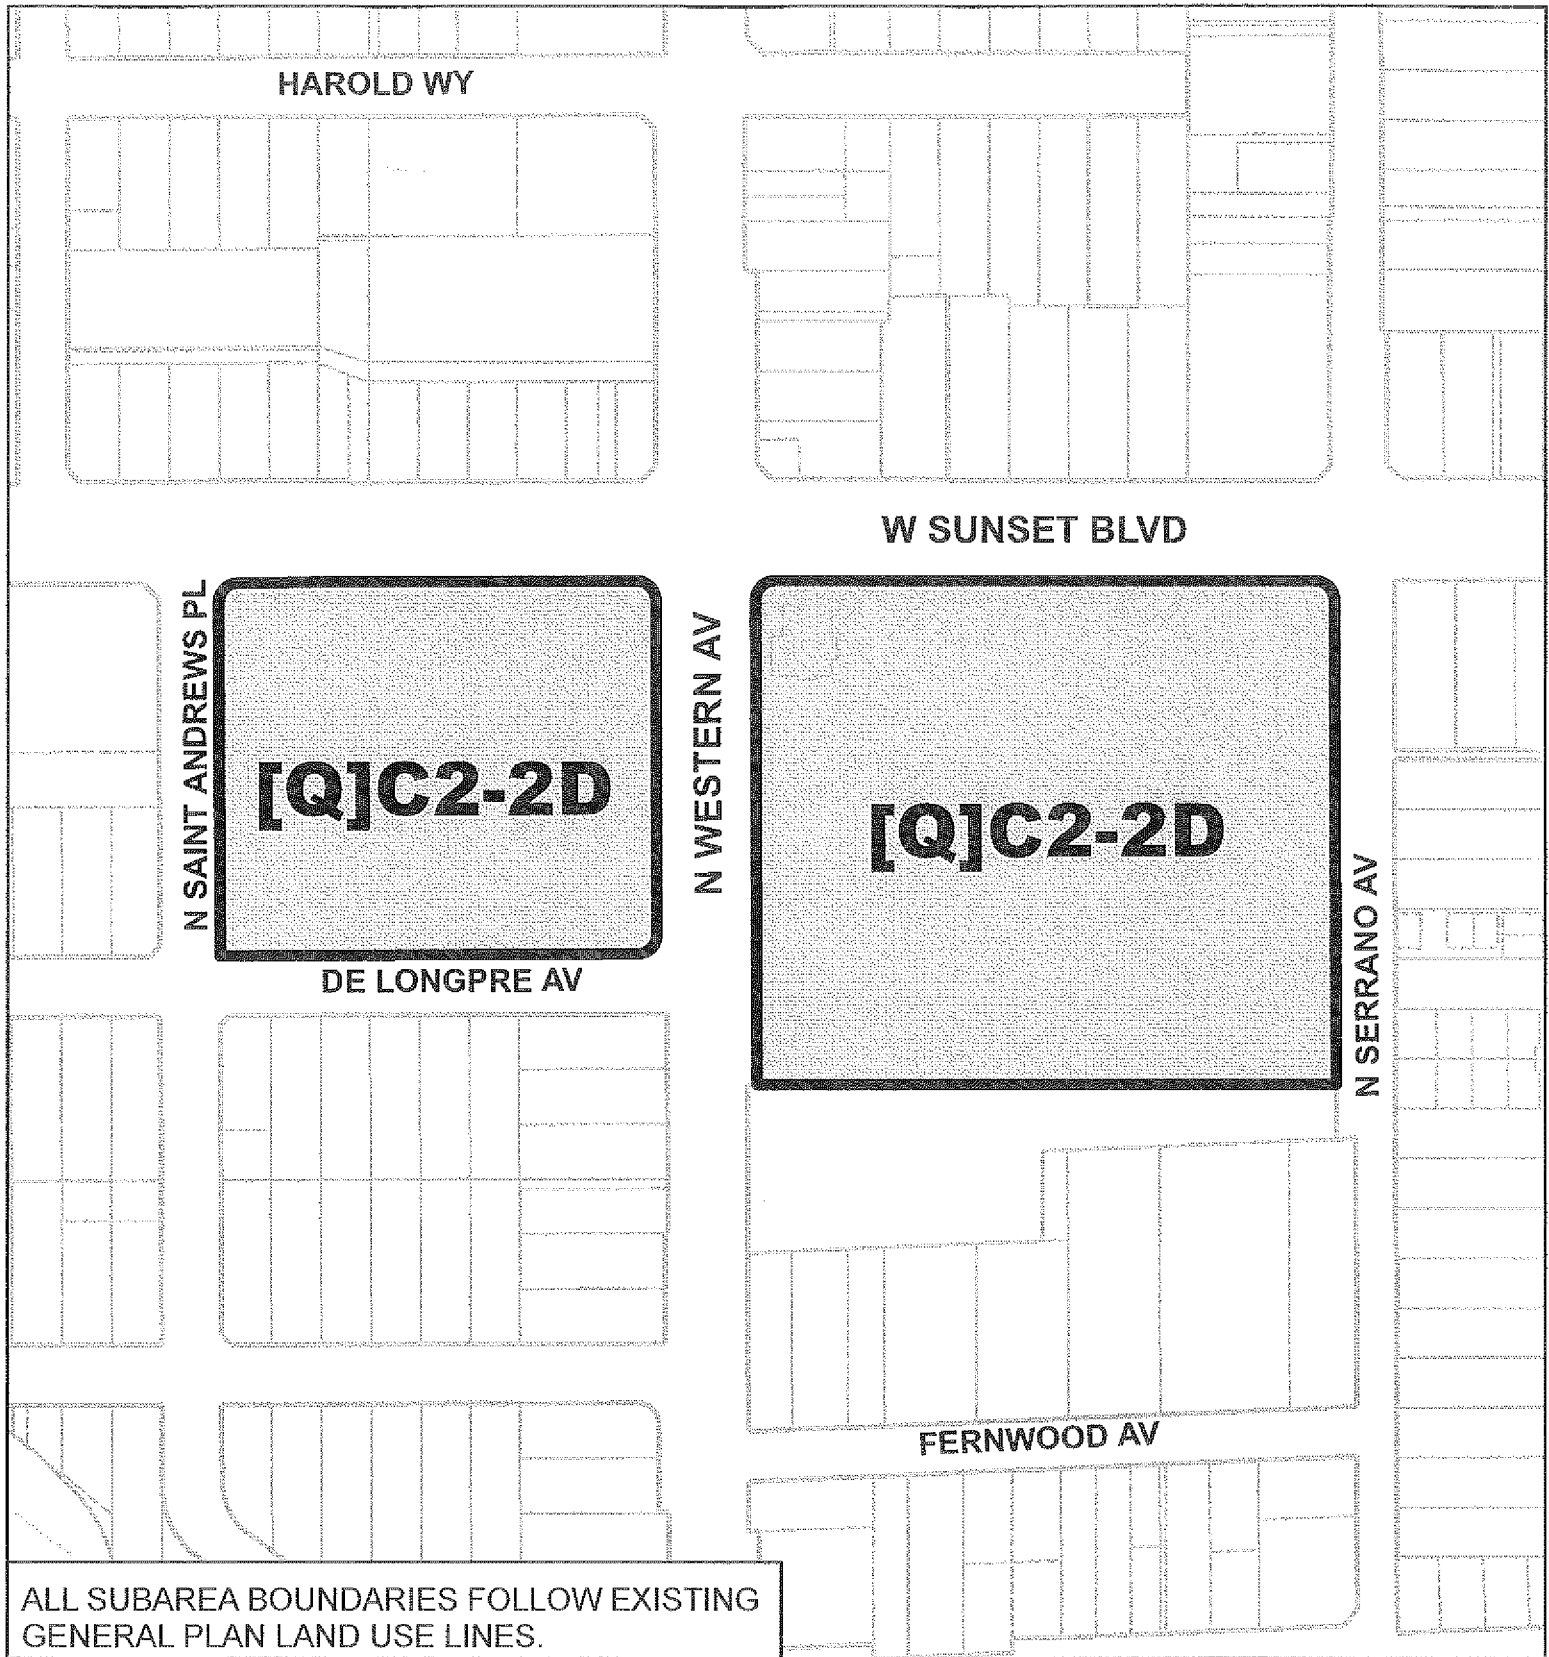 HAROLD WY
W SUNSET BLVD
N SAINT ANDREWS PL
[Q]C2-2D
N WESTERN AV
[Q]C2-2D
N SERRANO AV
DE LONGPRE AV
FERNWOOD AV
ALL SUBAREA BOUNDARIES FOLLOW EXISTING
GENERAL PLAN LAND USE LINES.